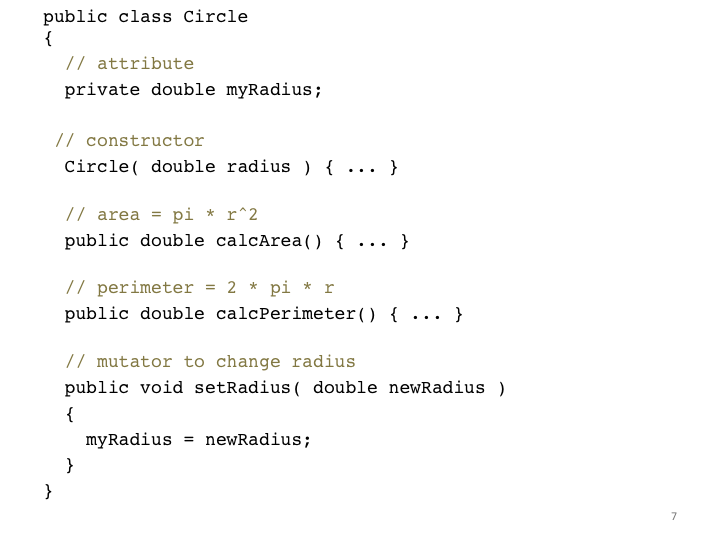 public class Circle
{
// attribute
private double myRadius;
// constructor
Circle( double radius ) { ... }
// area = pi * r^2
public double calcArea() { ... }
// perimeter = 2 * pi * r
public double calcPerimeter() { ... }
// mutator to change radius
public void setRadius( double newRadius )
{
myRadius = newRadius;
}
}
7